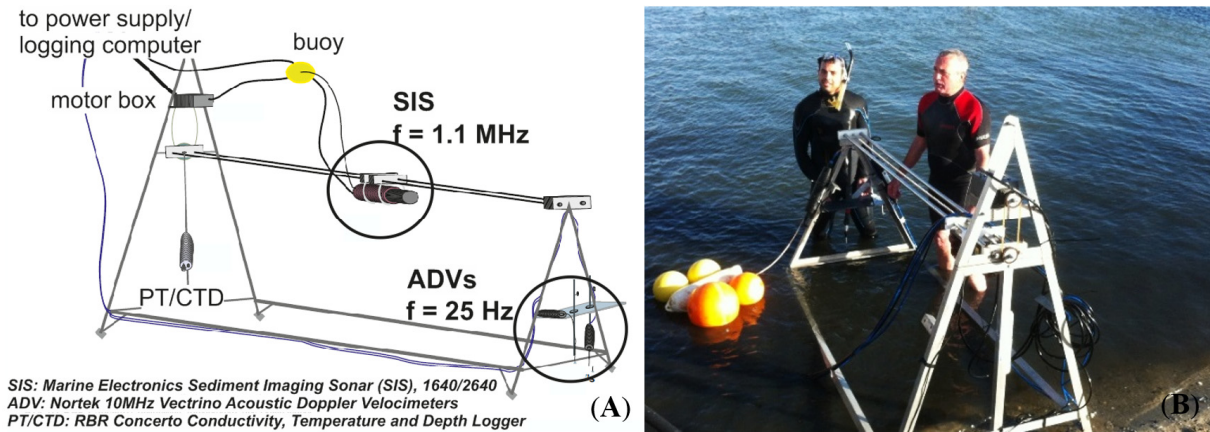 to power supply/
logging computer
buoy
motor box
SIS
f = 1.1 MHz
PT/CTD
ADVs
f = 25 Hz
SIS: Marine Electronics Sediment Imaging Sonar (SIS), 1640/2640
ADV: Nortek 10MHz Vectrino Acoustic Doppler Velocimeters
PT/CTD: RBR Concerto Conductivity, Temperature and Depth Logger
(A)
(B)